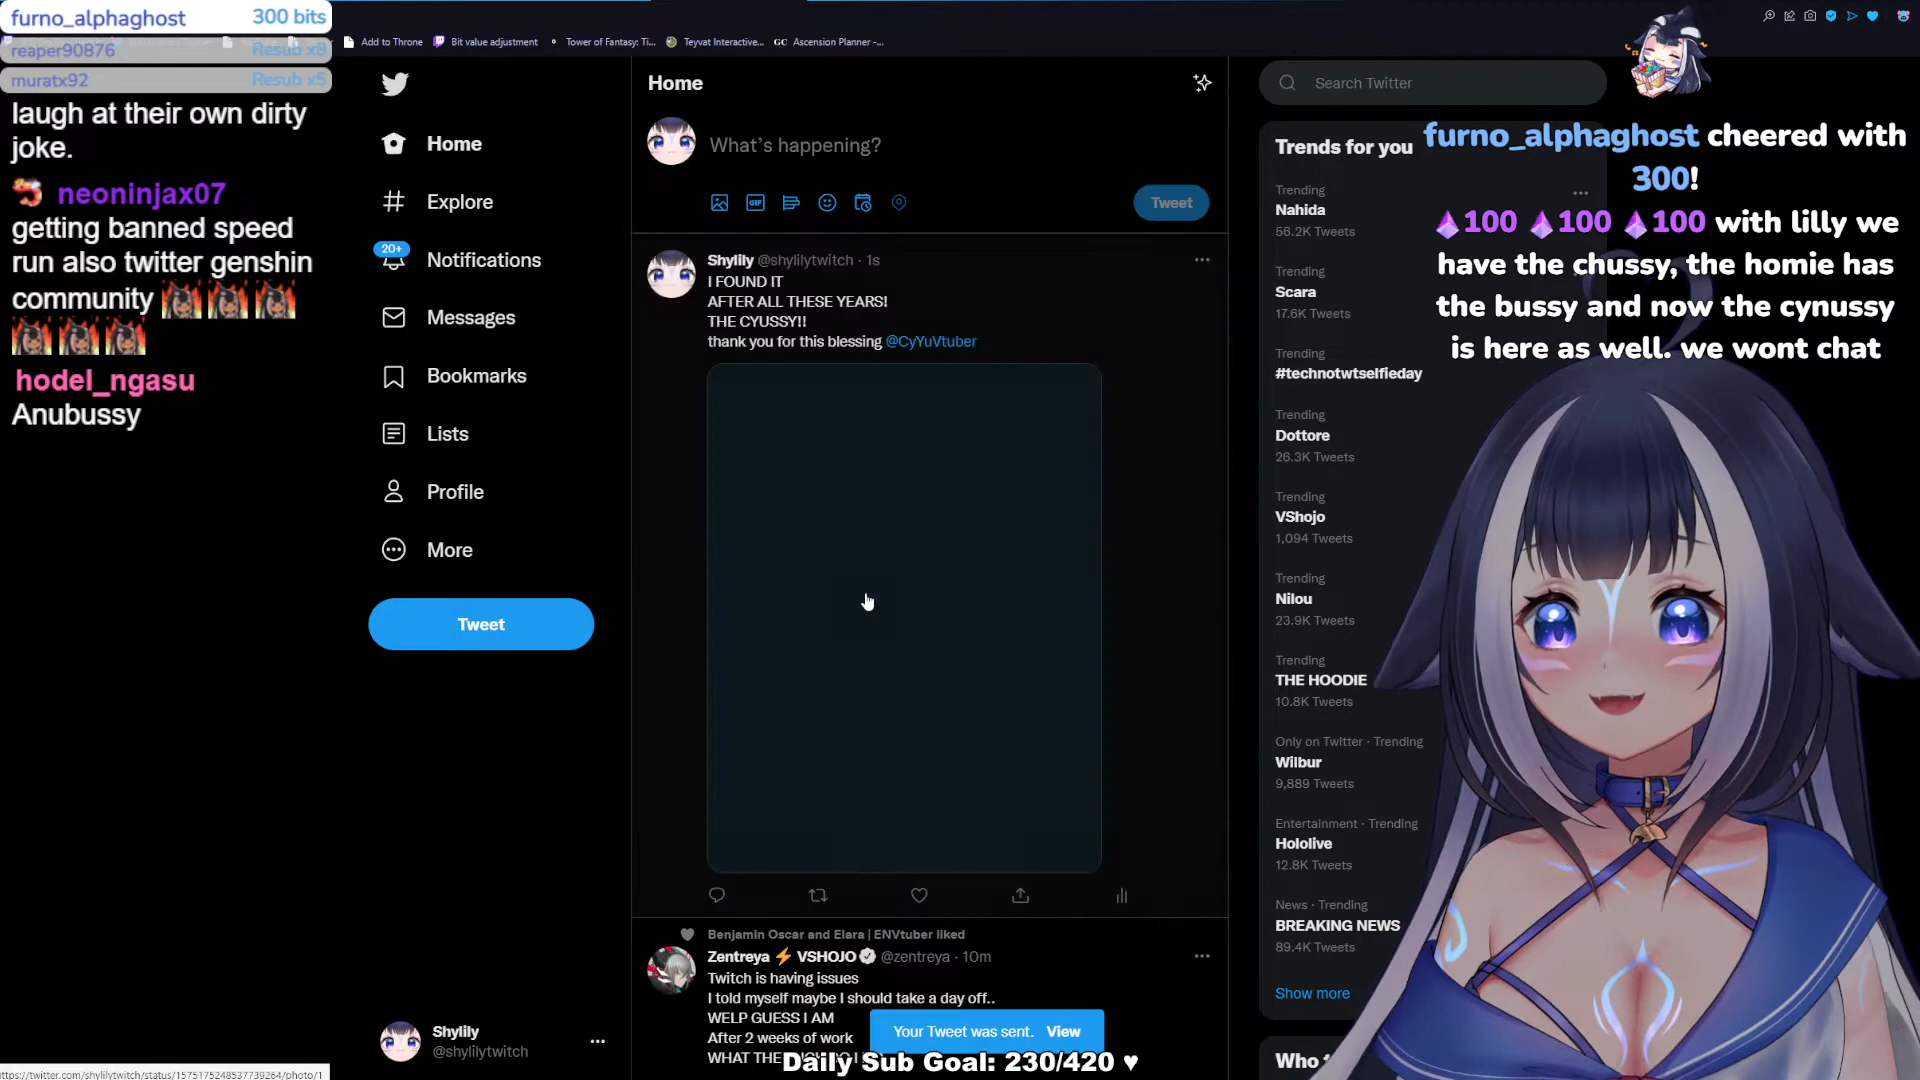 furno_alphaghost 300 bits
reaper90876 Resub x8
muratx92 Resub x5
laugh at their own dirty
joke.
neoninjax07
getting banned speed
run also twitter genshin
community
hodel_ngasu
Anubussy
Add to Throne
Bit value adjustment
Tower of Fantasy: Ti...
Teyvat Interactive...
GC Ascension Planner -...
Home
Explore
20+
Notifications
Messages
Bookmarks
Lists
Profile
More
Tweet
Shylily
@shylilytwitch
https://twitter.com/shylilytwitch/status/1575175248537739264/photo/1
Home
What's happening?
GIF
Tweet
Shylily @shylilytwitch · 1s
I FOUND IT
AFTER ALL THESE YEARS!
THE CYUSSY!!
thank you for this blessing @CyYuVtuber
Benjamin Oscar and Elara | ENVtuber liked
Zentreya ⚡ VSHOJO @zentreya · 10m
Twitch is having issues
I told myself maybe I should take a day off..
WELP GUESS I AM
After 2 weeks of work
WHAT THE
Your Tweet was sent. View
Daily Sub Goal: 230/420 ♥
Search Twitter
Trends for you
Trending
Nahida
56.2K Tweets
Trending
Scara
17.6K Tweets
Trending
#technotwtselfieday
Trending
Dottore
26.3K Tweets
Trending
VShojo
1,094 Tweets
Trending
Nilou
23.9K Tweets
Trending
THE HOODIE
10.8K Tweets
Only on Twitter · Trending
Wilbur
9,889 Tweets
Entertainment · Trending
Hololive
12.8K Tweets
News · Trending
BREAKING NEWS
89.4K Tweets
Show more
Who
furno_alphaghost cheered with
300!
100 100 100 with lilly we
have the chussy, the homie has
the bussy and now the cynussy
is here as well. we wont chat